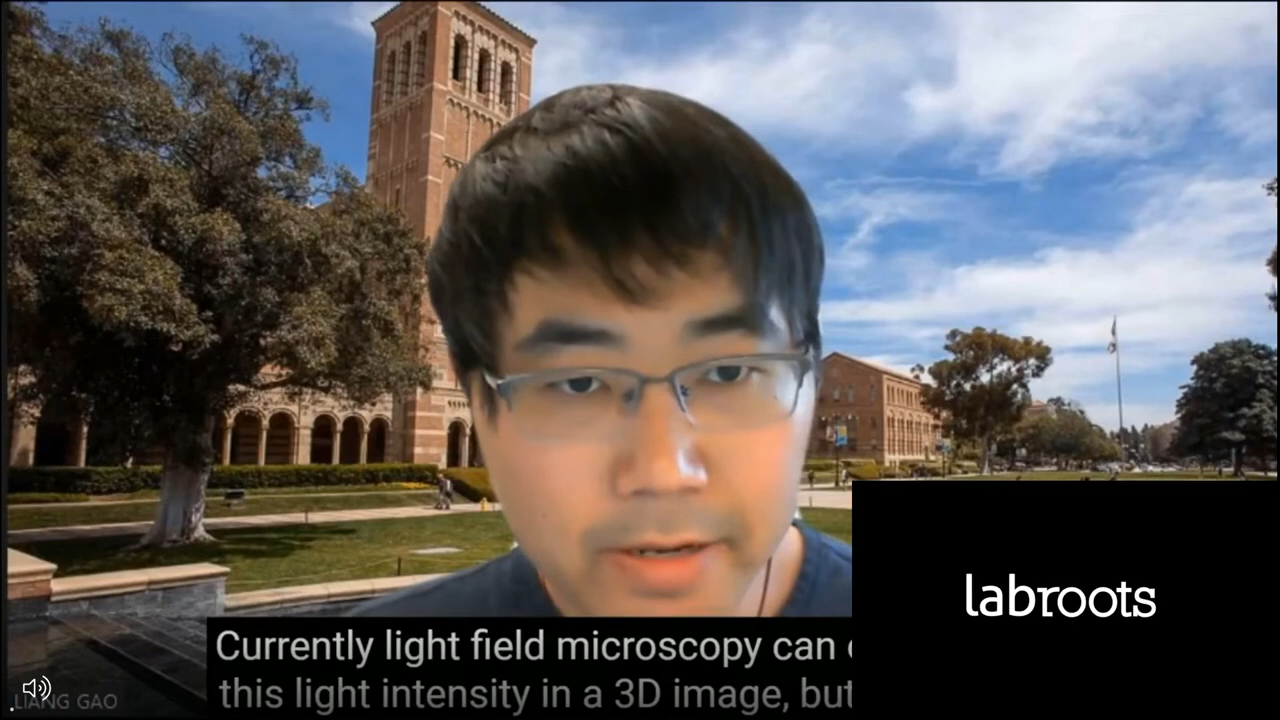 Currently light field microscopy can
this light intensity in a 3D image, but
labroots
LIANG GAO